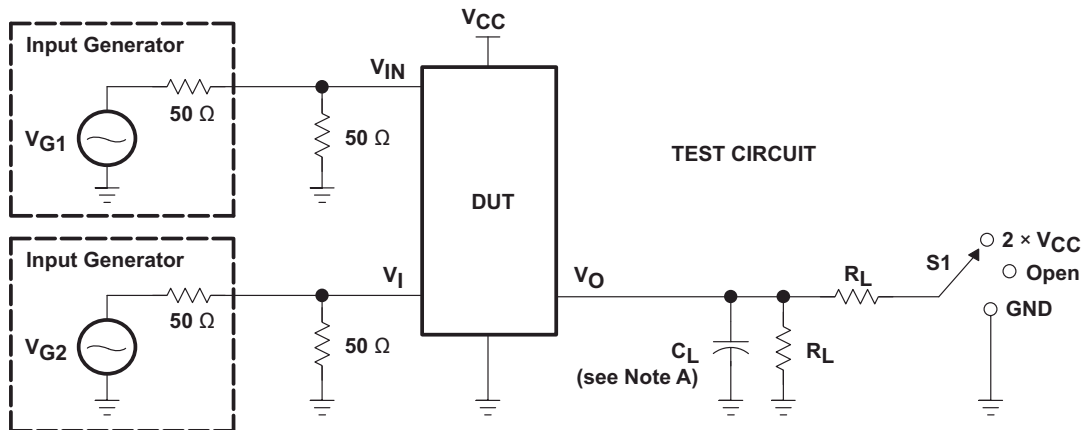 Input Generator
VCC
VIN
50 Ω
VG1
50 Ω
TEST CIRCUIT
DUT
Input Generator
VI
50 Ω
VG2
50 Ω
VO
RL
S1
2 × VCC
Open
GND
CL
(see Note A)
RL